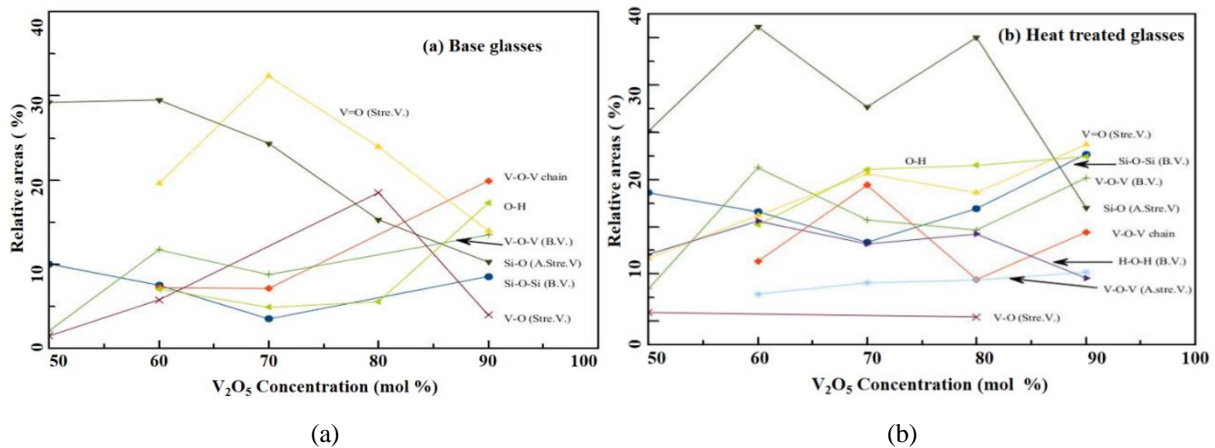 (a) Base glasses
V=O (Stre.V.)
V-O-V chain
O-H
V-O-V (B.V.)
Si-O (A.Stre.V)
Si-O-Si (B.V.)
V-O (Stre.V.)
Relative areas ( %)
0
10
20
30
40
50
60
70
80
90
100
V2O5 Concentration (mol %)
(a)
(b) Heat treated glasses
V=O (Stre.V.)
O-H
Si-O-Si (B.V.)
V-O-V (B.V.)
Si-O (A.Stre.V)
V-O-V chain
H-O-H (B.V.)
V-O-V (A.stre.V.)
V-O (Stre.V.)
Relative areas ( %)
0
10
20
30
40
50
60
70
80
90
100
V2O5 Concentration (mol %)
(b)